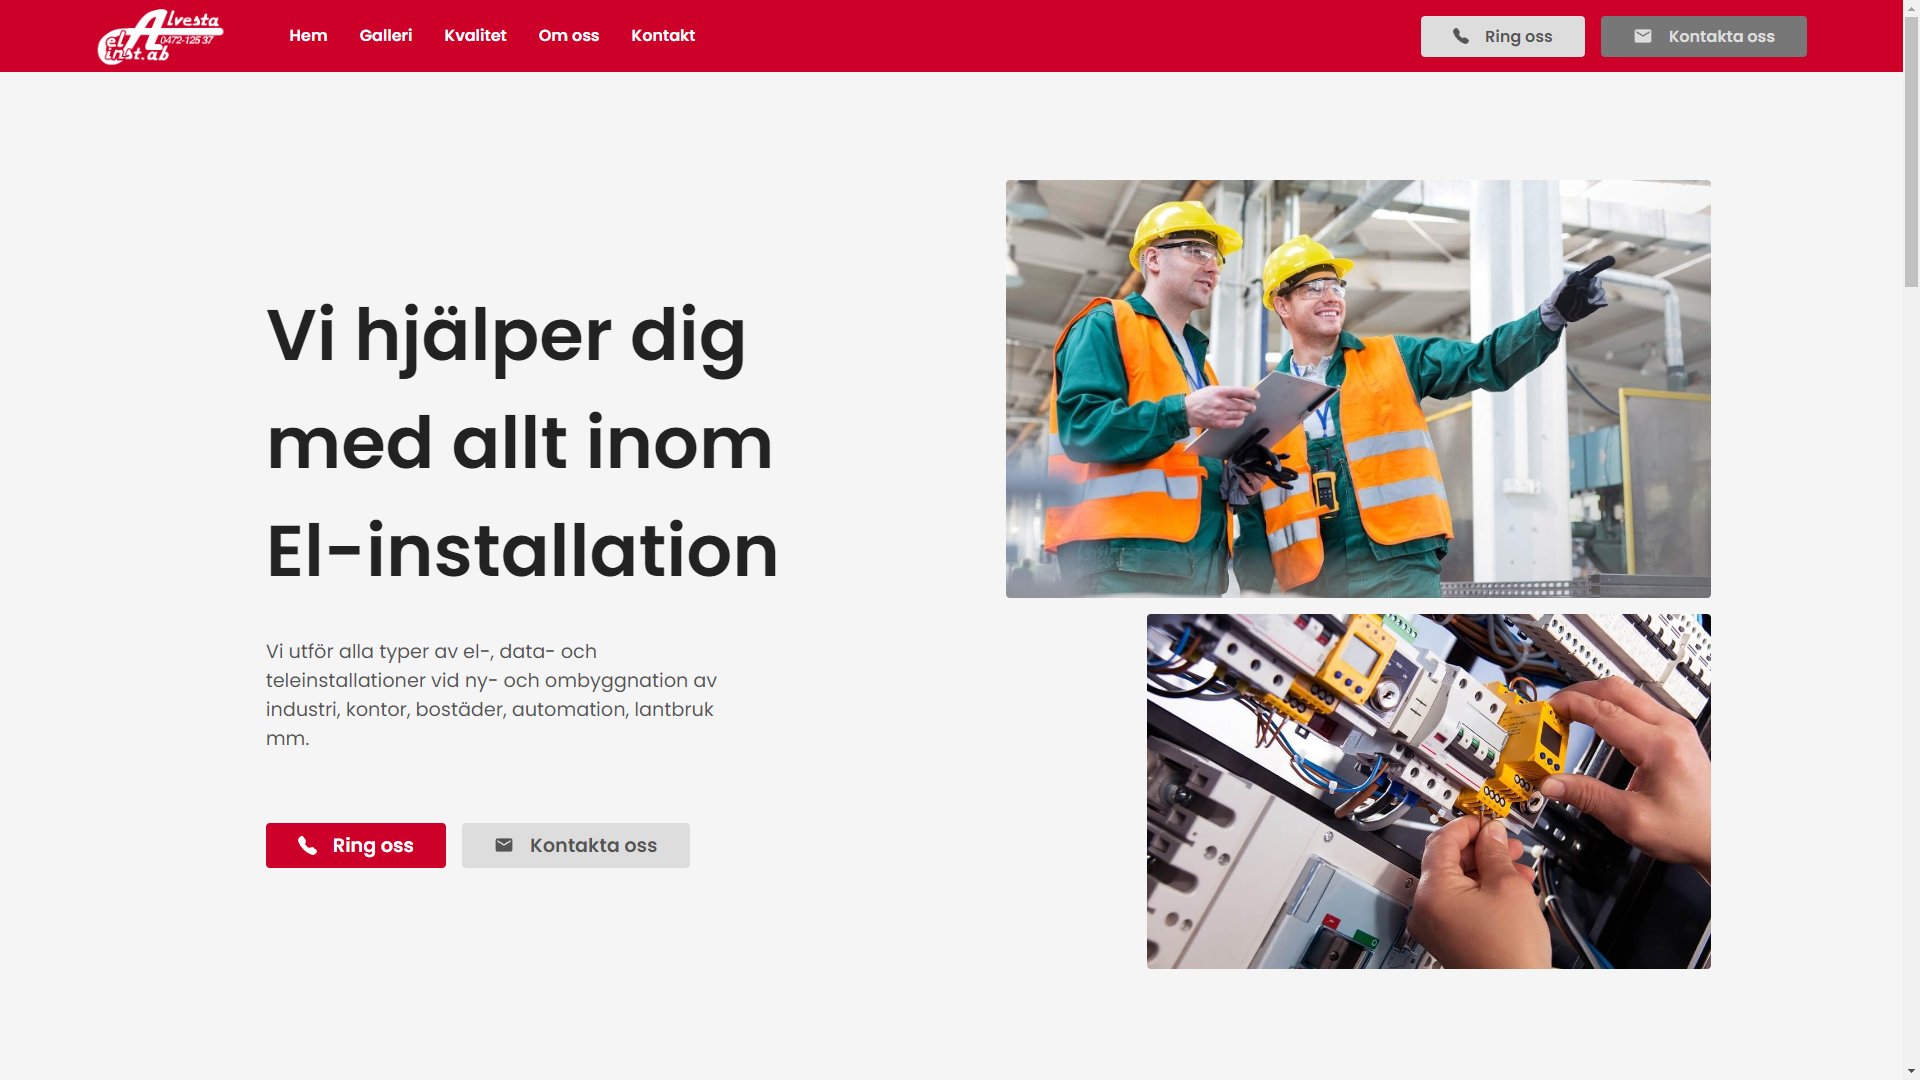 Alvesta
el
0472-125 37
inst.ab
Hem
Galleri
Kvalitet
Om oss
Kontakt
Ring oss
Kontakta oss
Vi hjälper dig
med allt inom
El-installation
Vi utför alla typer av el-, data- och
teleinstallationer vid ny- och ombyggnation av
industri, kontor, bostäder, automation, lantbruk
mm.
Ring oss
Kontakta oss